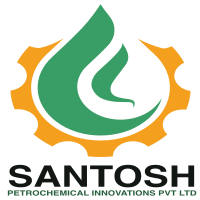 SANTOSH
PETROCHEMICAL INNOVATIONS PVT LTD